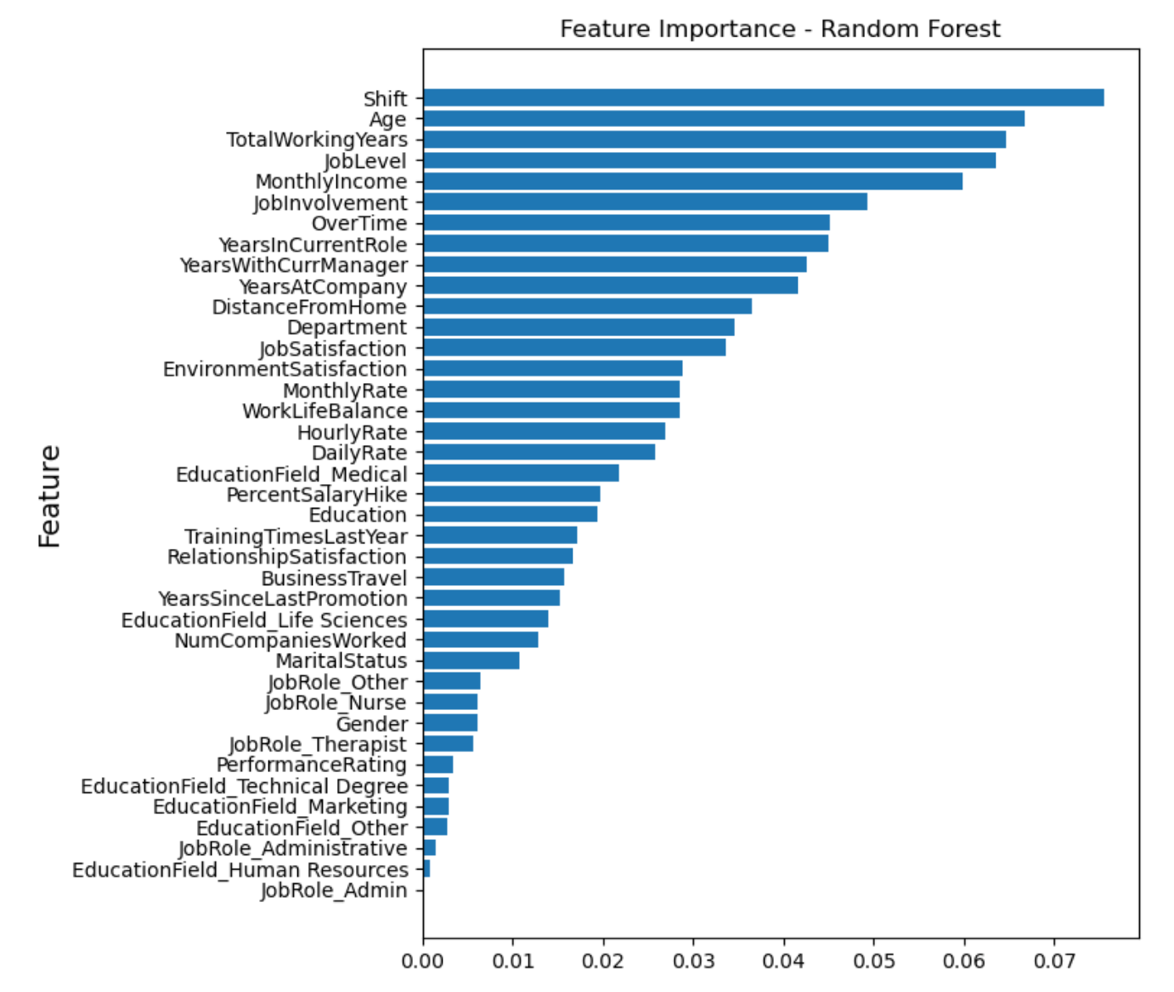 Feature Importance - Random Forest
Shift
Age
TotalWorkingYears
JobLevel
MonthlyIncome
JobInvolvement
OverTime
YearsInCurrentRole
YearsWithCurrManager
YearsAtCompany
DistanceFromHome
Department
JobSatisfaction
EnvironmentSatisfaction
MonthlyRate
WorkLifeBalance
HourlyRate
DailyRate
EducationField_Medical
PercentSalaryHike
Education
TrainingTimesLastYear
RelationshipSatisfaction
BusinessTravel
YearsSinceLastPromotion
EducationField_Life Sciences
NumCompaniesWorked
MaritalStatus
JobRole_Other
JobRole_Nurse
Gender
JobRole_Therapist
PerformanceRating
EducationField_Technical Degree
EducationField_Marketing
EducationField_Other
JobRole_Administrative
EducationField_Human Resources
JobRole_Admin
Feature
0.00 0.01 0.02 0.03 0.04 0.05 0.06 0.07